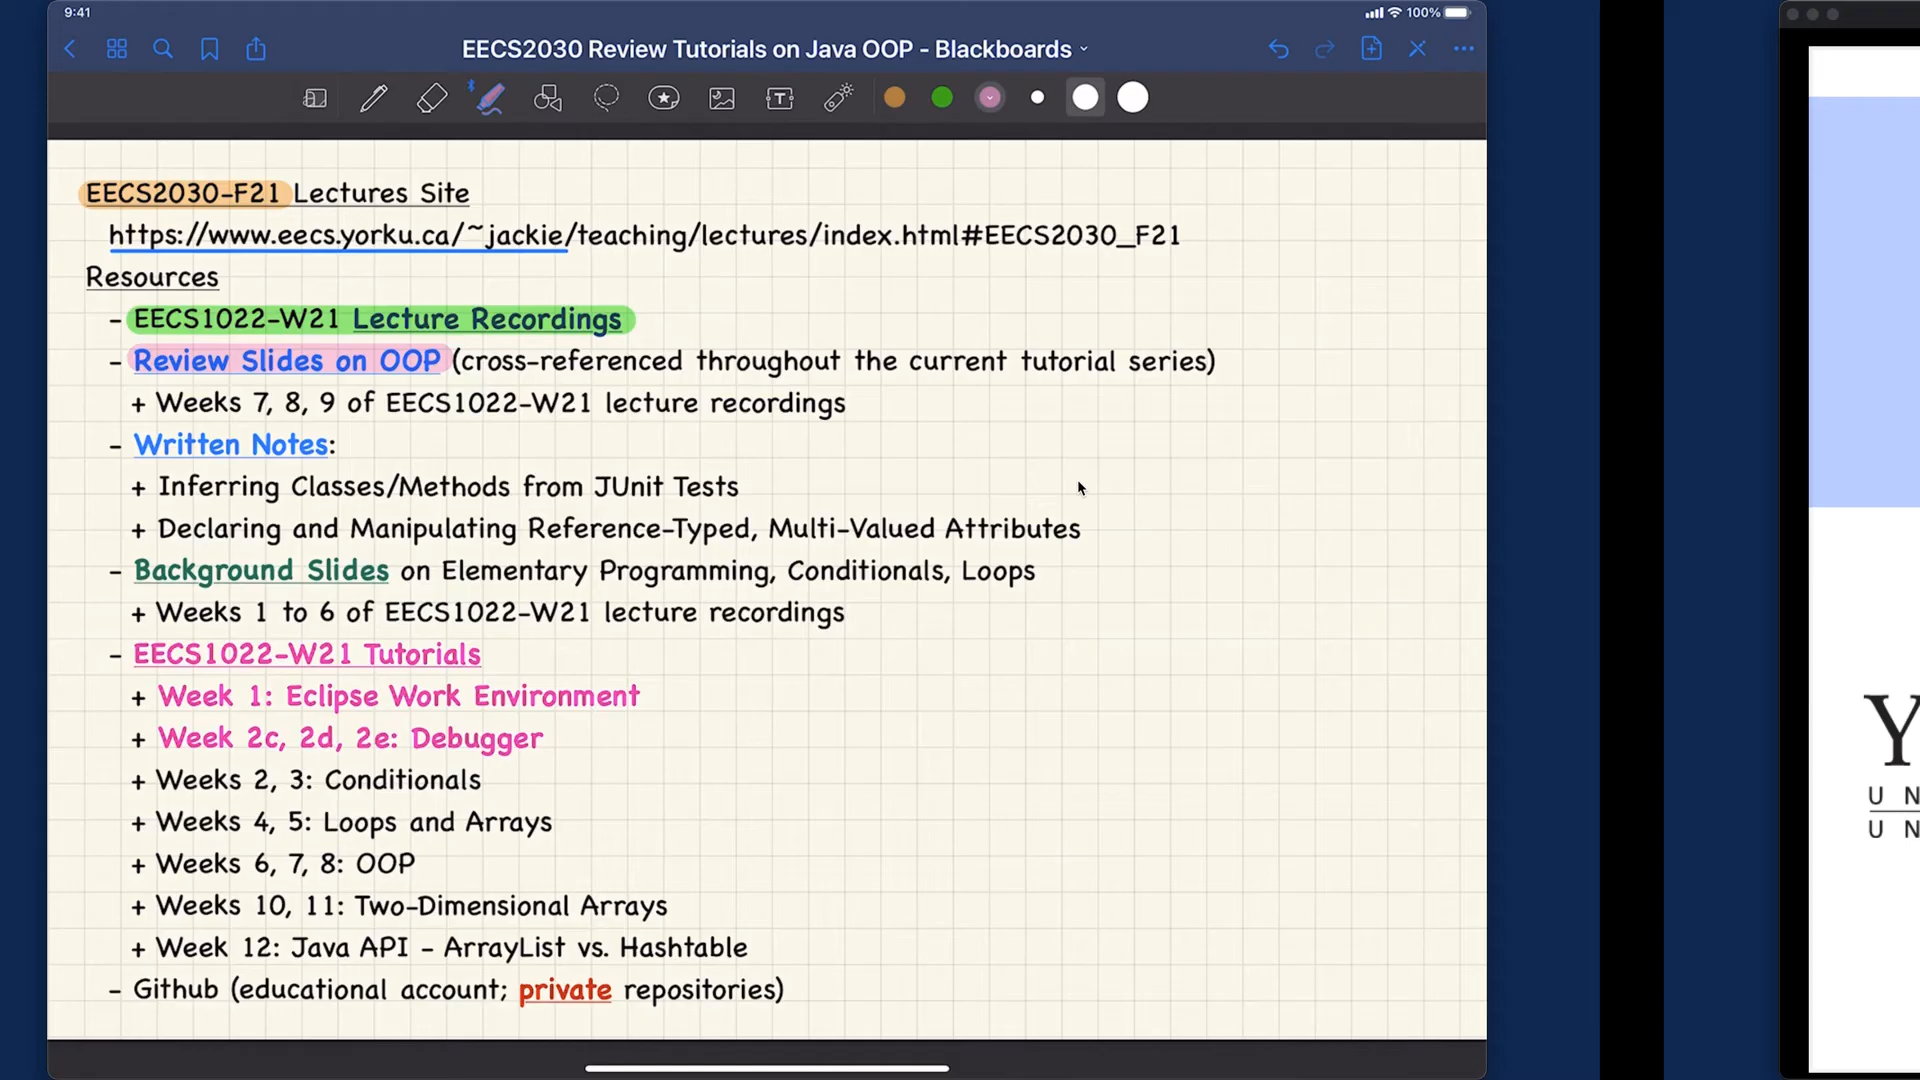 9:41
100%
EECS2030 Review Tutorials on Java OOP - Blackboards
EECS2030-F21 Lectures Site
https://www.eecs.yorku.ca/~jackie/teaching/lectures/index.html#EECS2030_F21
Resources
- EECS1022-W21 Lecture Recordings
- Review Slides on OOP (cross-referenced throughout the current tutorial series)
+ Weeks 7, 8, 9 of EECS1022-W21 lecture recordings
- Written Notes:
+ Inferring Classes/Methods from JUnit Tests
+ Declaring and Manipulating Reference-Typed, Multi-Valued Attributes
- Background Slides on Elementary Programming, Conditionals, Loops
+ Weeks 1 to 6 of EECS1022-W21 lecture recordings
- EECS1022-W21 Tutorials
+ Week 1: Eclipse Work Environment
+ Week 2c, 2d, 2e: Debugger
+ Weeks 2, 3: Conditionals
+ Weeks 4, 5: Loops and Arrays
+ Weeks 6, 7, 8: OOP
+ Weeks 10, 11: Two-Dimensional Arrays
+ Week 12: Java API - ArrayList vs. Hashtable
- Github (educational account; private repositories)
Y
U N
U N